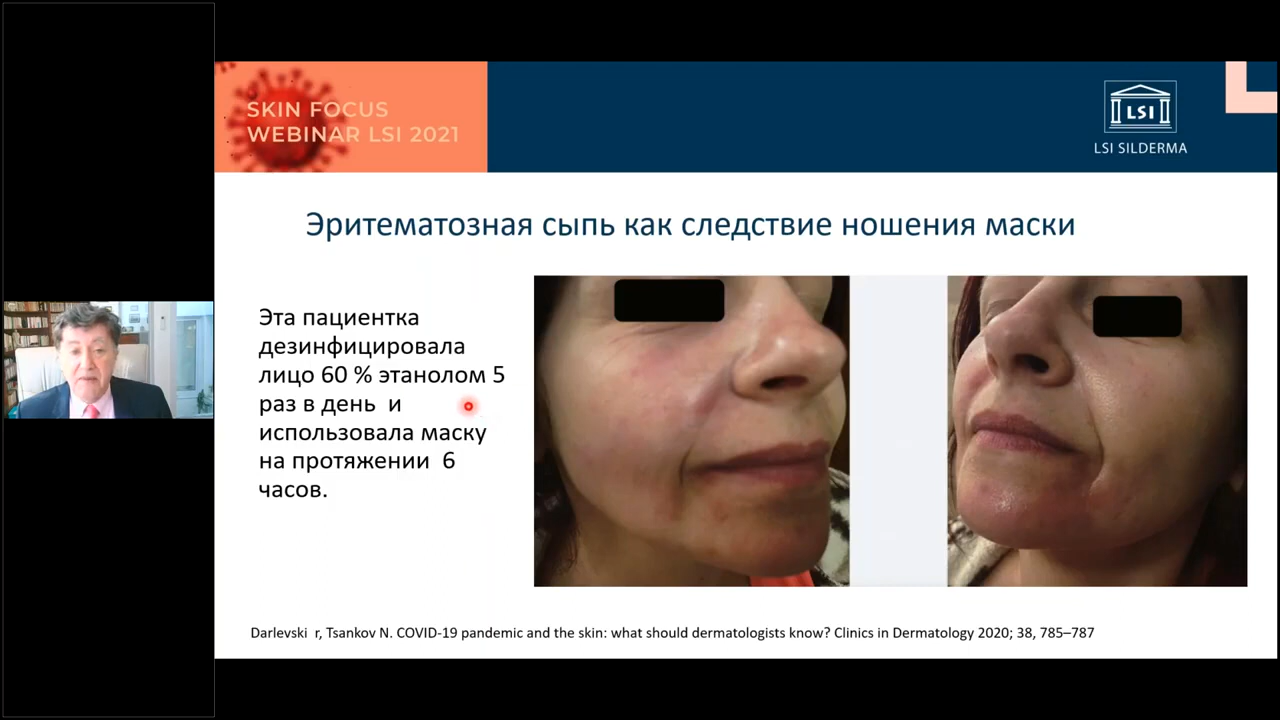 SKIN FOCUS
WEBINAR LSI 2021
LSI
LSI SILDERMA
Эритематозная сыпь как следствие ношения маски
Эта пациентка
дезинфицировала
лицо 60 % этанолом 5
раз в день и
использовала маску
на протяжении 6
часов.
Darlevski r, Tsankov N. COVID-19 pandemic and the skin: what should dermatologists know? Clinics in Dermatology 2020; 38, 785–787